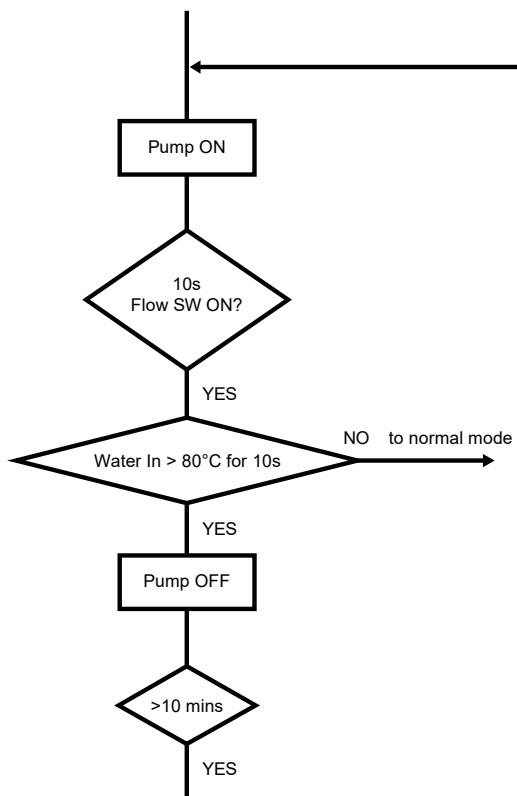 Pump ON
10s
Flow SW ON?
YES
Water In > 80°C for 10s
NO to normal mode
YES
Pump OFF
>10 mins
YES